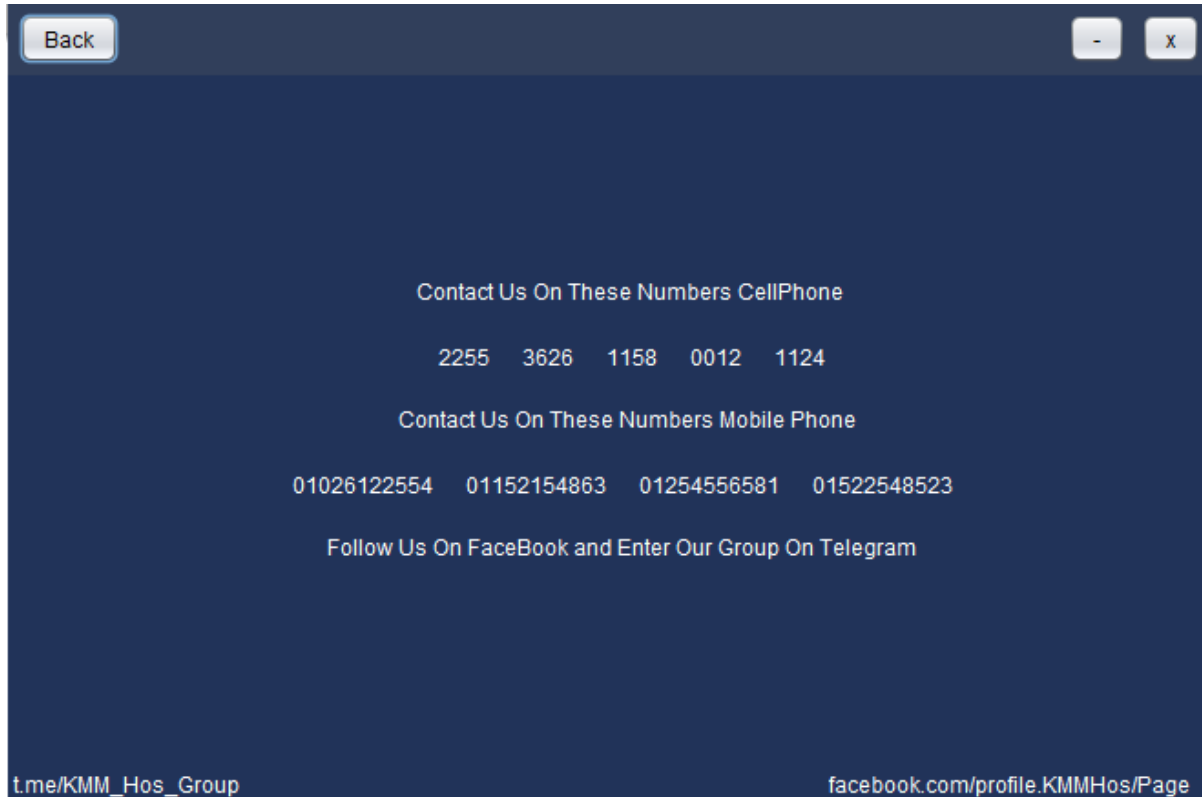 Back - x
Contact Us On These Numbers CellPhone
2255 3626 1158 0012 1124
Contact Us On These Numbers Mobile Phone
01026122554 01152154863 01254556581 01522548523
Follow Us On FaceBook and Enter Our Group On Telegram
t.me/KMM_Hos_Group facebook.com/profile.KMMHos/Page